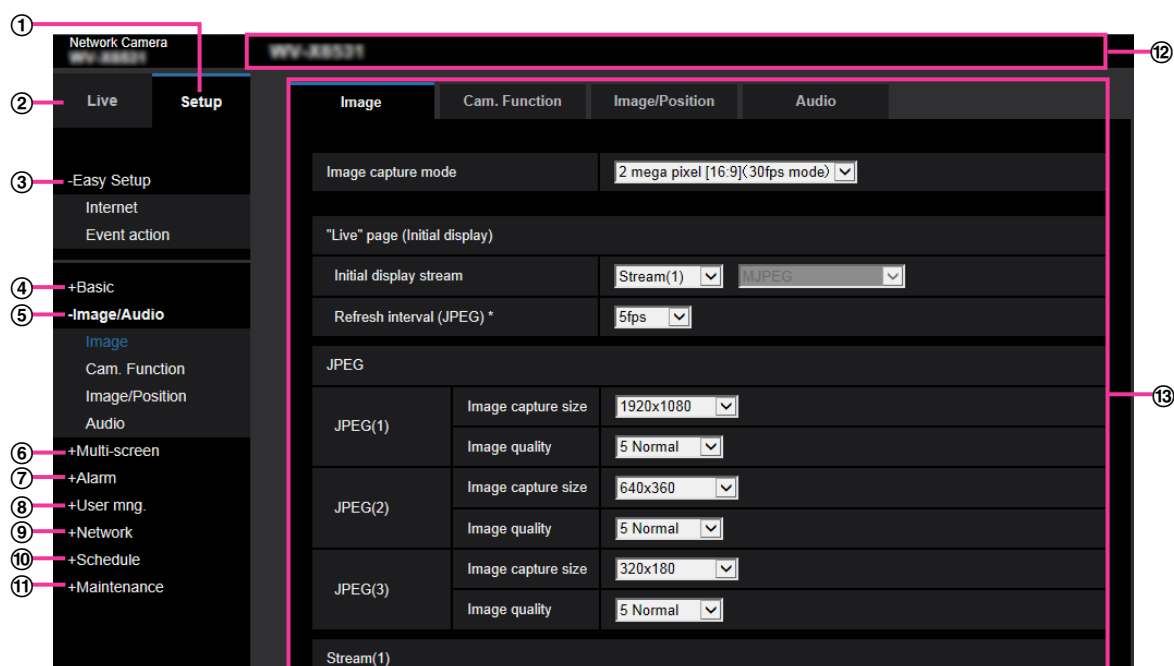 ①
Network Camera
WV-X6531
WV-X6531
⑫
② Live
Setup
Image
Cam. Function
Image/Position
Audio
Image capture mode
2 mega pixel [16:9](30fps mode)
③ -Easy Setup
Internet
Event action
"Live" page (Initial display)
Initial display stream
Stream(1)
MJPEG
Refresh interval (JPEG) *
5fps
④ +Basic
⑤ -Image/Audio
Image
Cam. Function
Image/Position
Audio
⑥ +Multi-screen
⑦ +Alarm
⑧ +User mng.
⑨ +Network
⑩ +Schedule
⑪ +Maintenance
JPEG
JPEG(1)
Image capture size
1920x1080
Image quality
5 Normal
⑬
JPEG(2)
Image capture size
640x360
Image quality
5 Normal
JPEG(3)
Image capture size
320x180
Image quality
5 Normal
Stream(1)